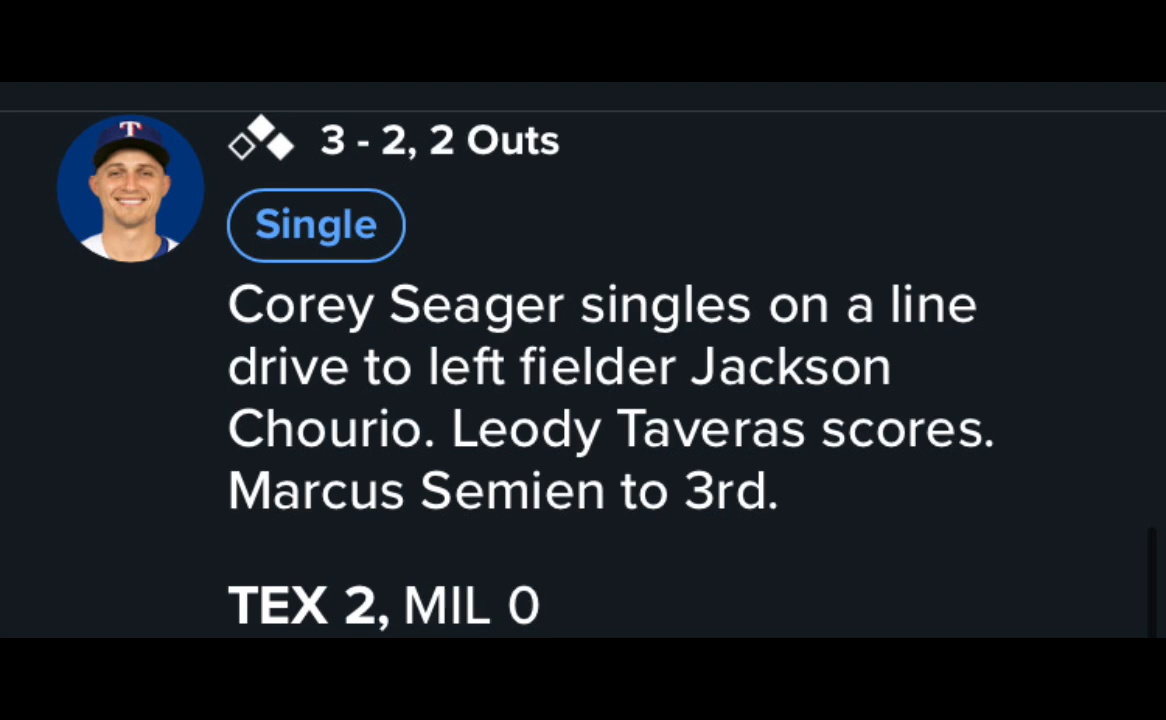 T
3 - 2, 2 Outs
Single
Corey Seager singles on a line
drive to left fielder Jackson
Chourio. Leody Taveras scores.
Marcus Semien to 3rd.
TEX 2, MIL 0